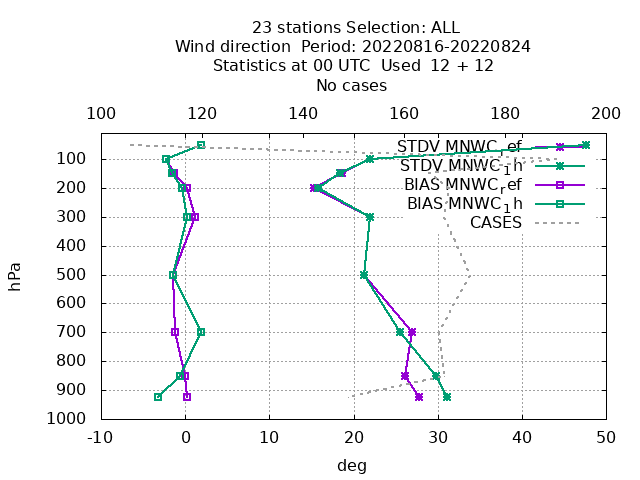 23 stations Selection: ALL
Wind direction  Period: 20220816-20220824
Statistics at 00 UTC  Used  12 + 12
No cases
100 120 140 160 180 200
STDV MNWC_ref
100 STDV MNWC_1h
200 BIAS MNWC_ref
BIAS MNWC_1h
300 CASES
400
500
600
700
800
900
1000
hPa
-10 0 10 20 30 40 50
deg